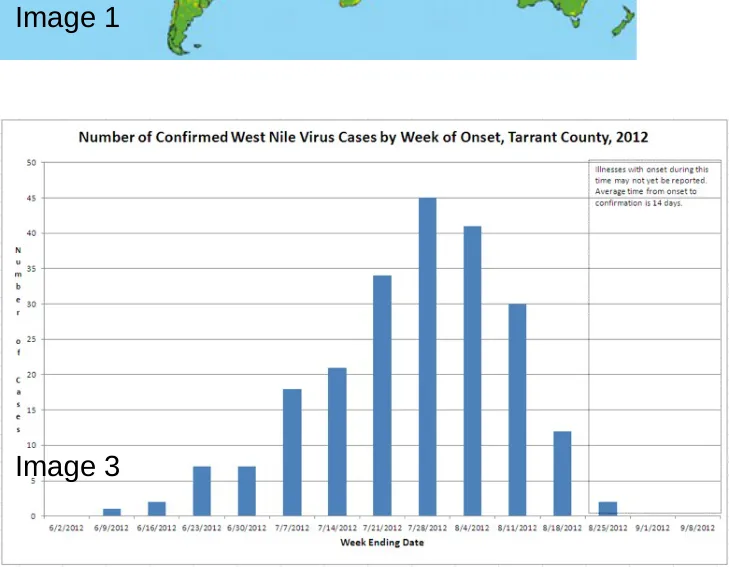 Image 1
Number of Confirmed West Nile Virus Cases by Week of Onset, Tarrant County, 2012
Illnesses with onset during this
time may not yet be reported.
Average time from onset to
confirmation is 14 days.
Number of Cases
50
45
40
35
30
25
20
15
10
5
0
Image 3
6/2/2012 6/9/2012 6/16/2012 6/23/2012 6/30/2012 7/7/2012 7/14/2012 7/21/2012 7/28/2012 8/4/2012 8/11/2012 8/18/2012 8/25/2012 9/1/2012 9/8/2012
Week Ending Date